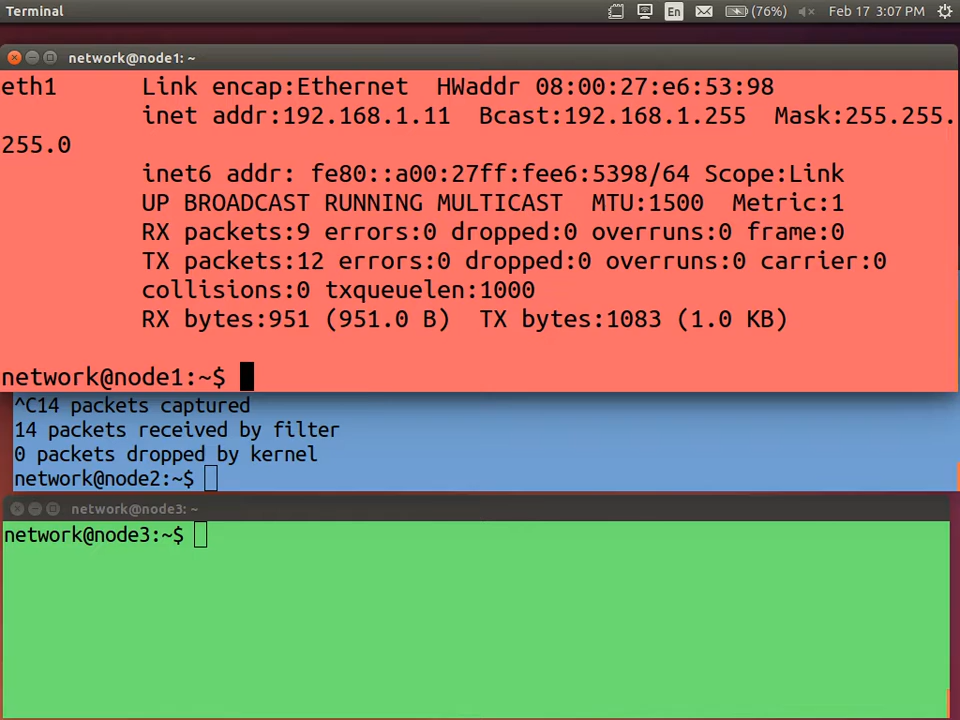 Terminal
En
(76%)
Feb 17 3:07 PM
network@node1: ~
eth1 Link encap:Ethernet HWaddr 08:00:27:e6:53:98
inet addr:192.168.1.11 Bcast:192.168.1.255 Mask:255.255.
255.0
inet6 addr: fe80::a00:27ff:fee6:5398/64 Scope:Link
UP BROADCAST RUNNING MULTICAST MTU:1500 Metric:1
RX packets:9 errors:0 dropped:0 overruns:0 frame:0
TX packets:12 errors:0 dropped:0 overruns:0 carrier:0
collisions:0 txqueuelen:1000
RX bytes:951 (951.0 B) TX bytes:1083 (1.0 KB)
network@node1:~$
^C14 packets captured
14 packets received by filter
0 packets dropped by kernel
network@node2:~$
network@node3: ~
network@node3:~$